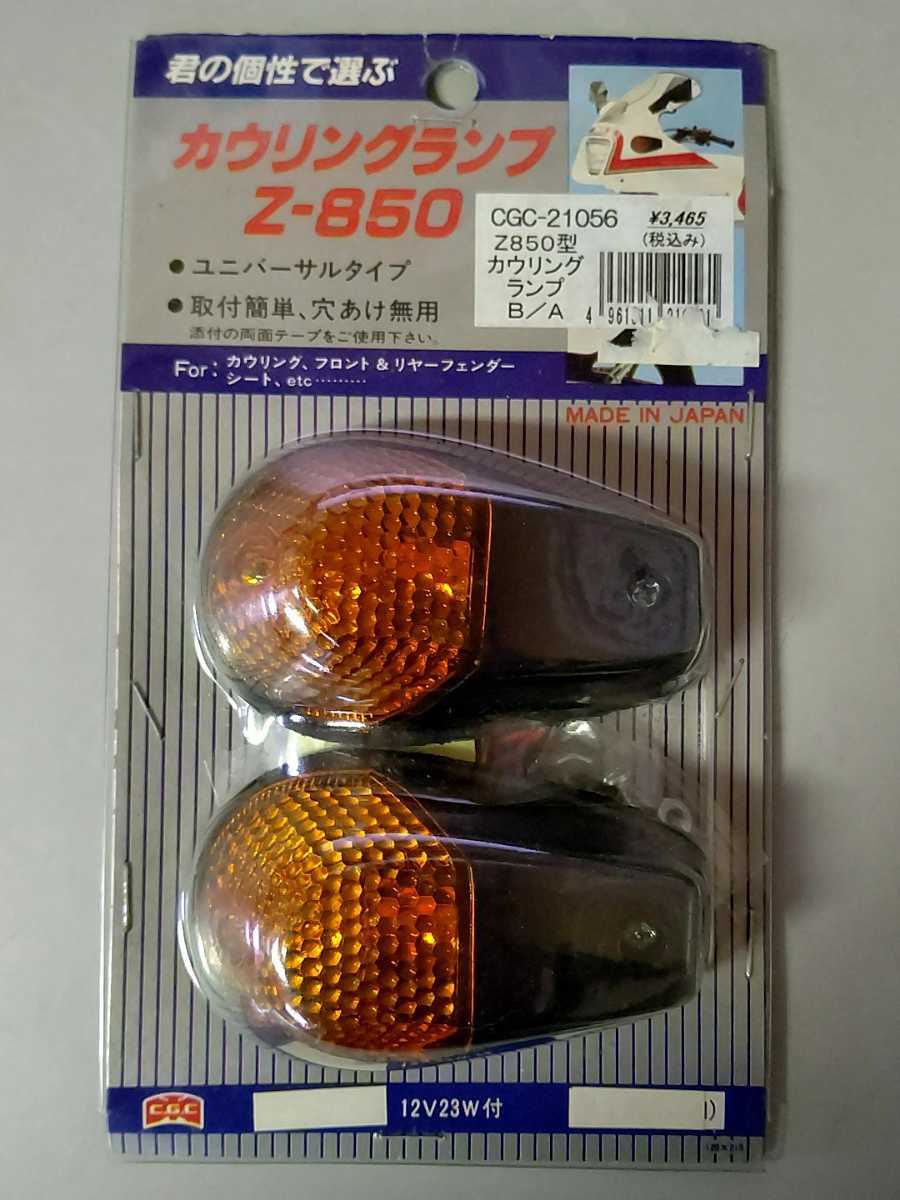 君の個性で選ぶ
カウリングランプ
Z-850
● ユニバーサルタイプ
● 取付簡単、穴あけ無用
添付の両面テープをご使用下さい。
For: カウリング、フロント & リヤーフェンダー
シート、etc………
CGC-21056 ¥3,465
Z850型 (税込み)
カウリング
ランプ
B/A
MADE IN JAPAN
C.G.C
12V23W付